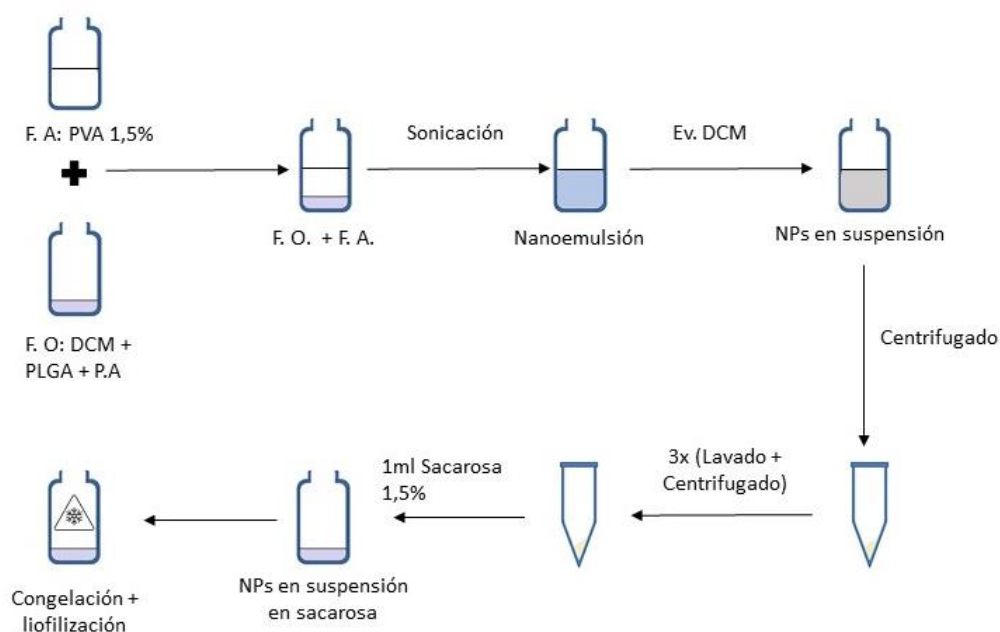 F. A: PVA 1,5%
F. O: DCM +
PLGA + P.A
F. O. + F. A.
Sonicación
Nanoemulsión
Ev. DCM
NPs en suspensión
Centrifugado
3x (Lavado +
Centrifugado)
1ml Sacarosa
1,5%
NPs en suspensión
en sacarosa
Congelación +
liofilización